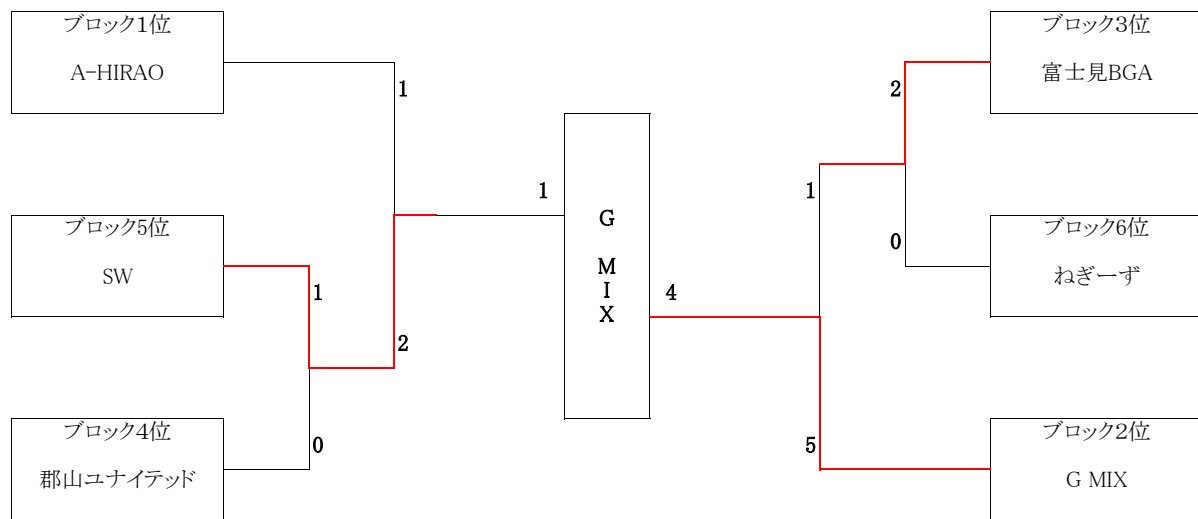 ブロック1位
A-HIRAO
1
ブロック5位
SW
1
2
ブロック4位
郡山ユナイテッド
0
1
G
M
I
X
4
ブロック3位
富士見BGA
2
1
0
ブロック6位
ねぎーず
5
ブロック2位
G MIX